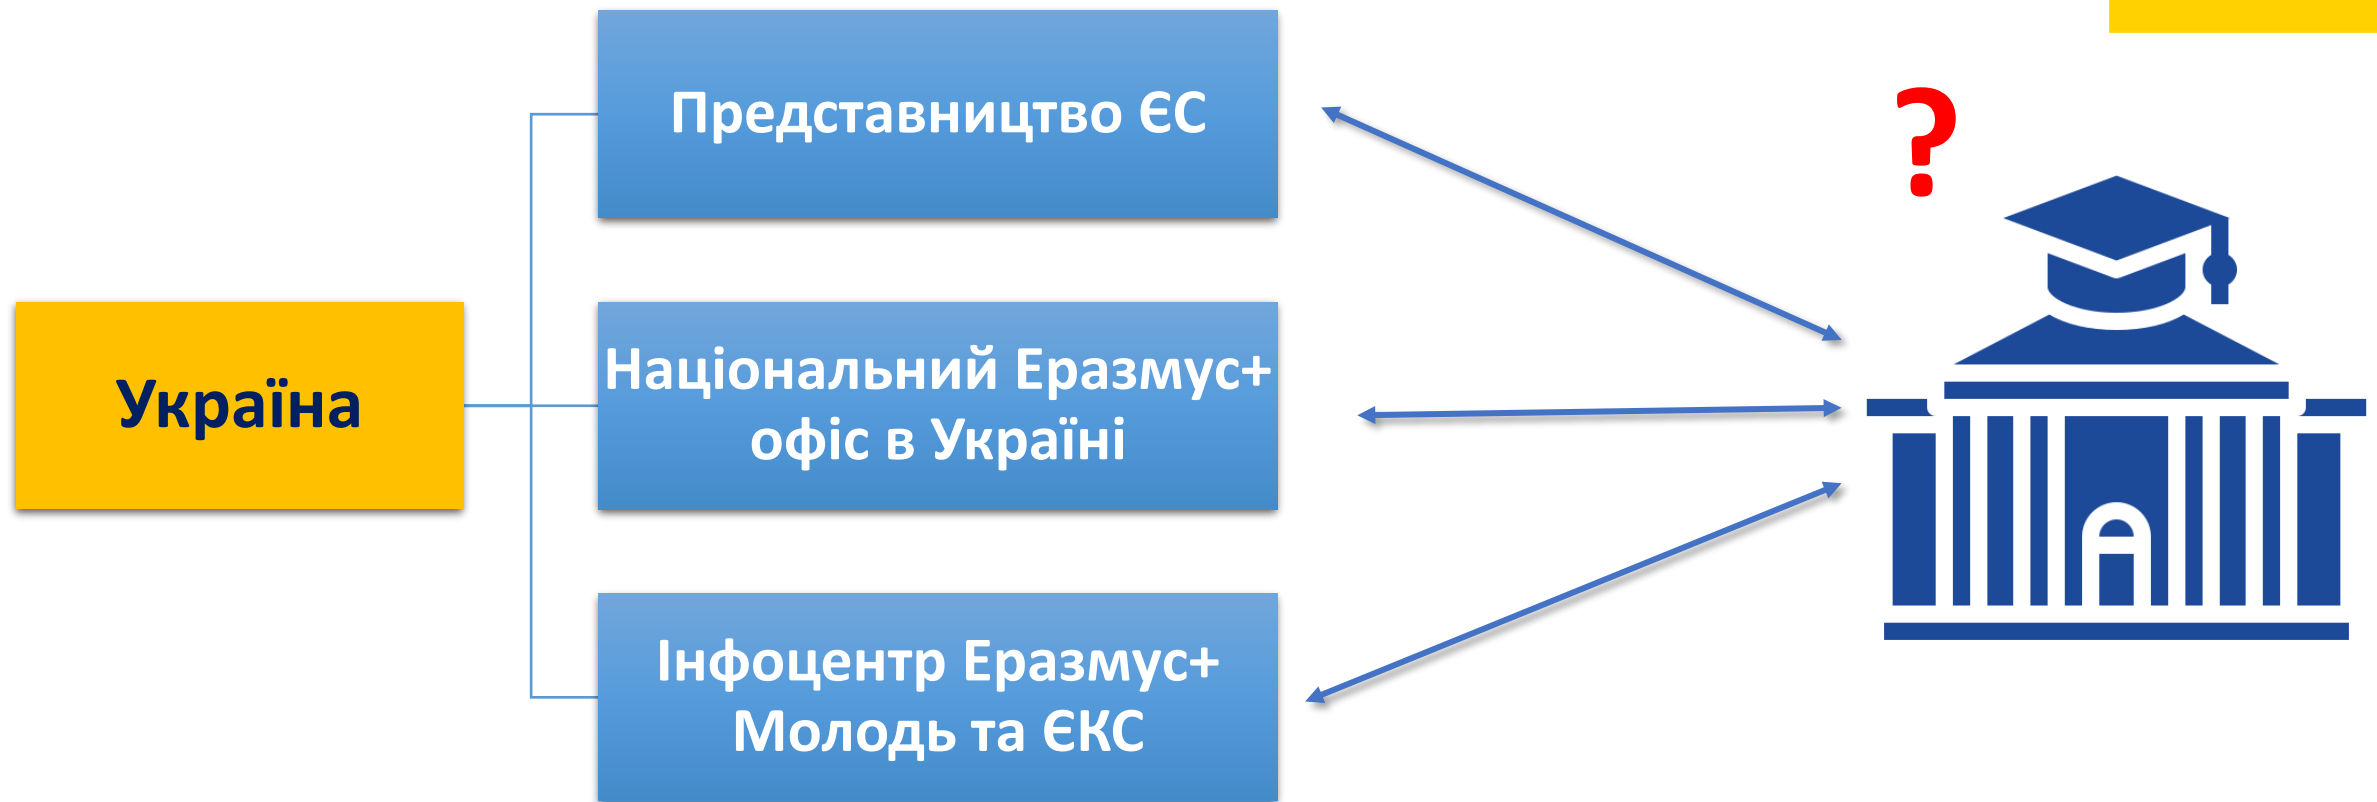 Представництво ЄС
?
Україна
Національний Еразмус+
офіс в Україні
Інфоцентр Еразмус+
Молодь та ЄКС